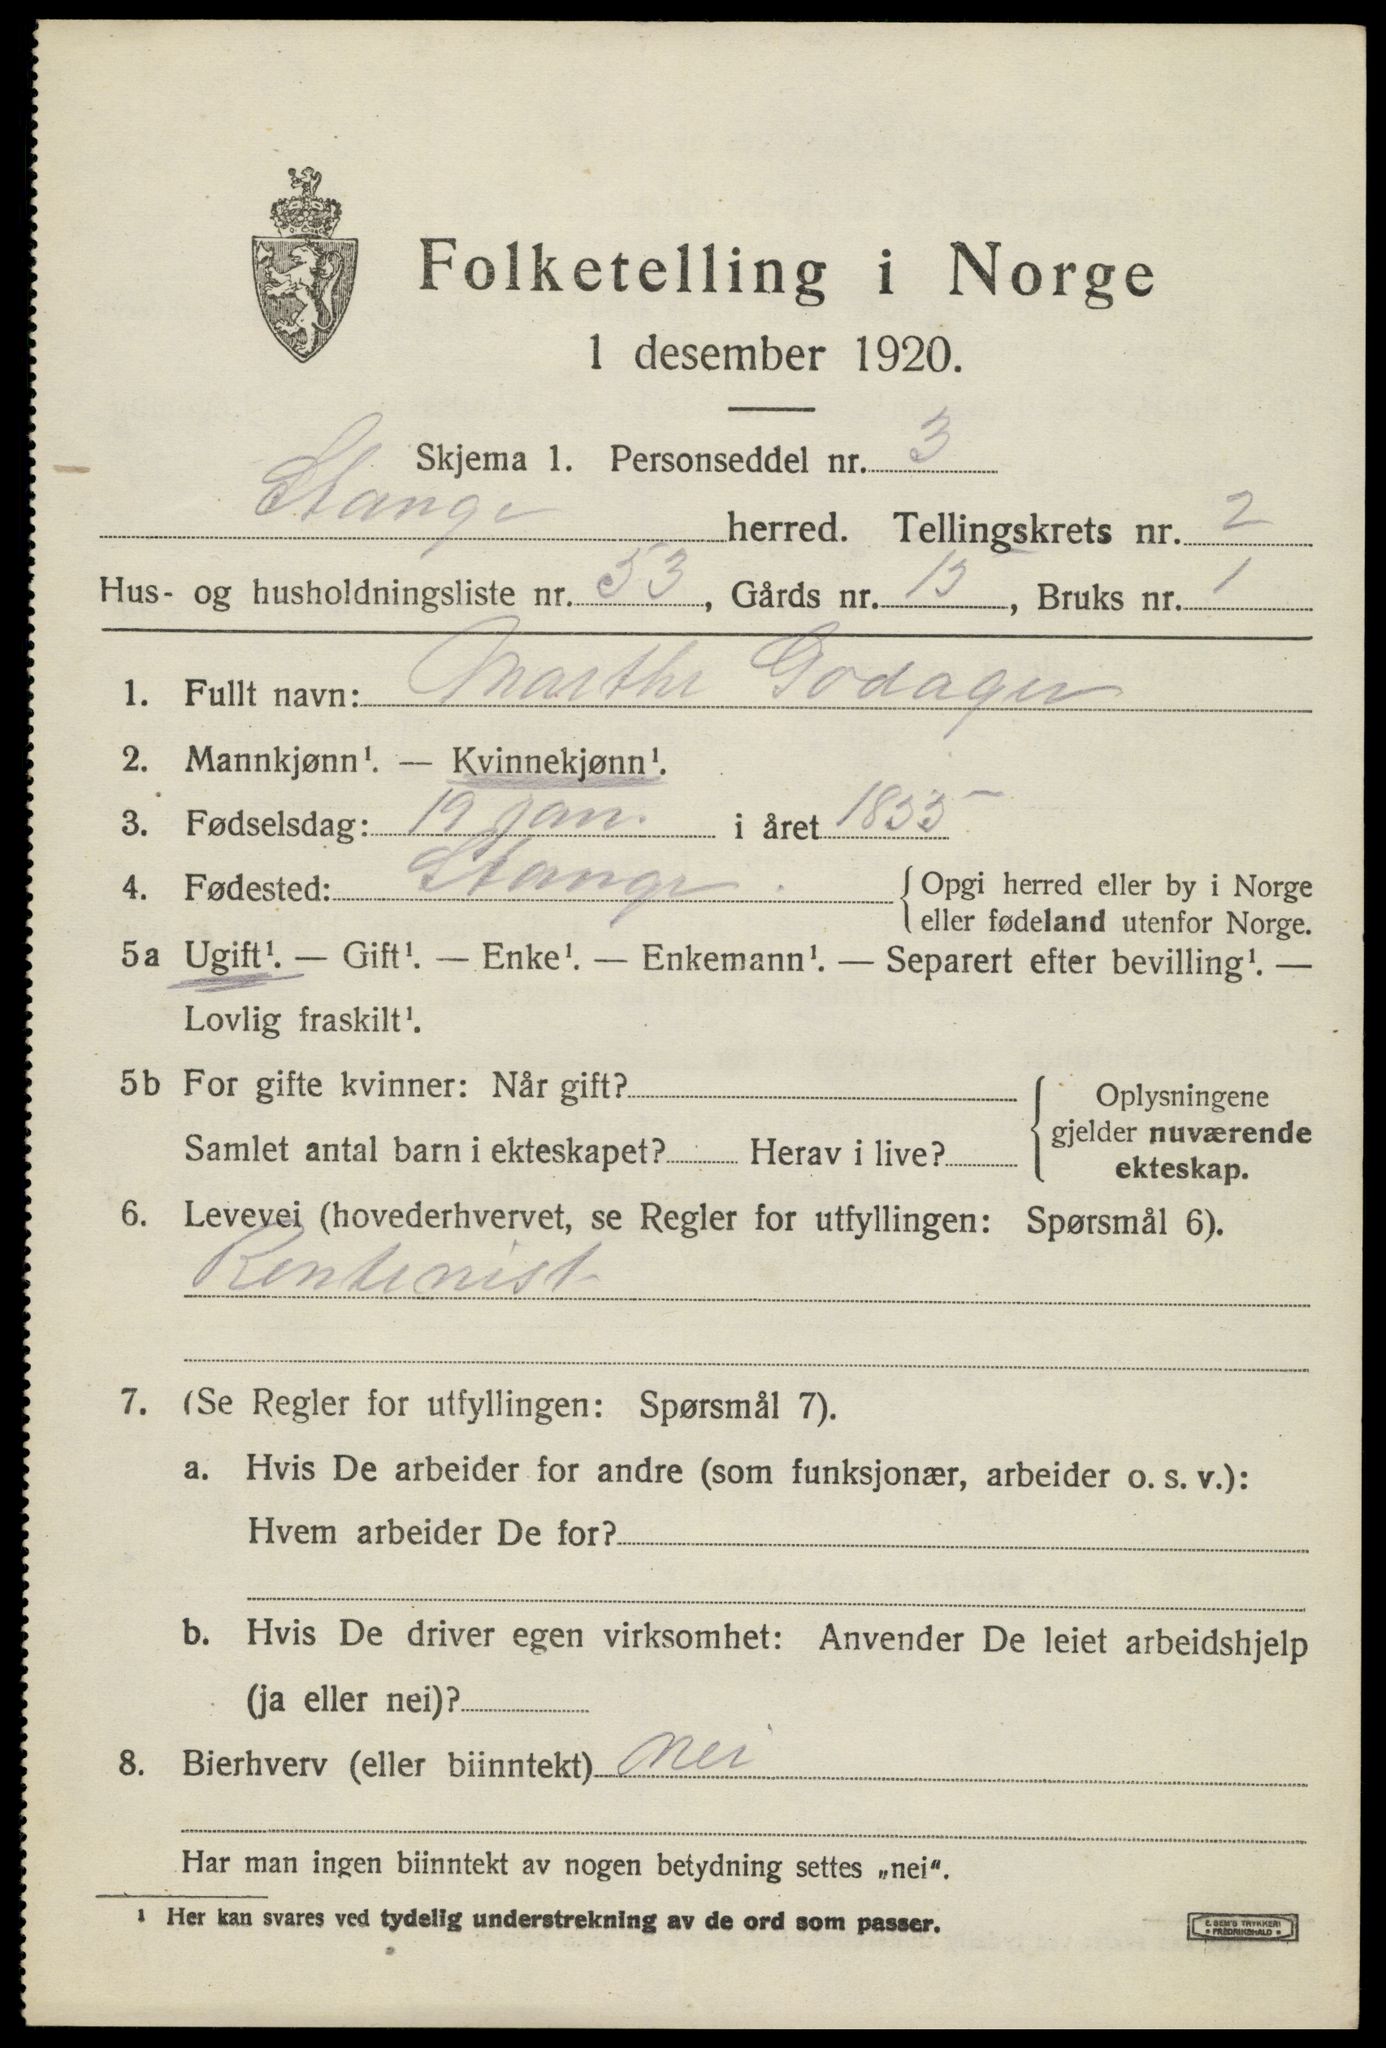 Folketelling i Norge
1 desember 1920.
Skjema 1. Personseddel nr. 3
Stange herred. Tellingskrets nr. 2
Hus- og husholdningsliste nr. 53, Gårds nr. 15, Bruks nr. 1
1. Fullt navn: Marthe Godager
2. Mannkjønn¹. — Kvinnekjønn¹.
3. Fødselsdag: 19 jan. i året 1855
4. Fødested: Stange. { Opgi herred eller by i Norge
eller fødeland utenfor Norge.
5a Ugift¹. — Gift¹. — Enke¹. — Enkemann¹. — Separert efter bevilling¹. —
Lovlig fraskilt¹.
5b For gifte kvinner: Når gift?
Samlet antal barn i ekteskapet? Herav i live?
Oplysningene
gjelder nuværende
ekteskap.
6. Levevei (hovederhvervet, se Regler for utfyllingen: Spørsmål 6).
Rentenist
7. (Se Regler for utfyllingen: Spørsmål 7).
a. Hvis De arbeider for andre (som funksjonær, arbeider o. s. v.):
Hvem arbeider De for?
b. Hvis De driver egen virksomhet: Anvender De leiet arbeidshjelp
(ja eller nei)?
8. Bierhverv (eller biinntekt) nei
Har man ingen biinntekt av nogen betydning settes „nei“.
¹ Her kan svares ved tydelig understrekning av de ord som passer.
E. SEM'S TRYKKERI
• FREDRIKSHALD •